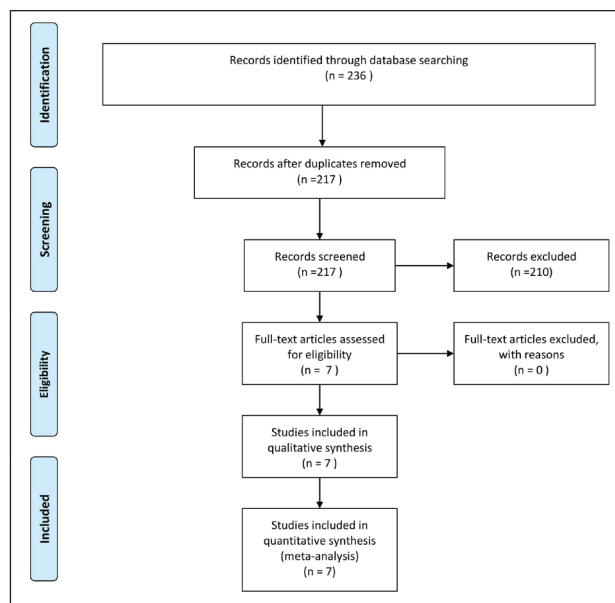 Identification
Records identified through database searching
(n = 236 )
Records after duplicates removed
(n =217 )
Screening
Records screened
(n =217 )
Records excluded
(n =210)
Eligibility
Full-text articles assessed
for eligibility
(n = 7 )
Full-text articles excluded,
with reasons
(n = 0 )
Studies included in
qualitative synthesis
(n = 7 )
Included
Studies included in
quantitative synthesis
(meta-analysis)
(n = 7)